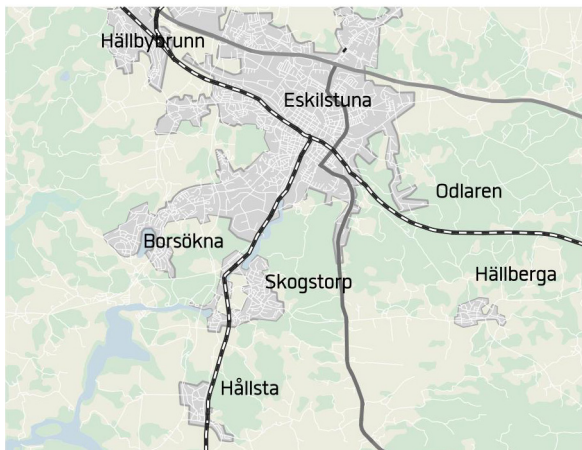 Hällbybrunn
Eskilstuna
Odlaren
Borsökna
Hällberga
Skogstorp
Hållsta